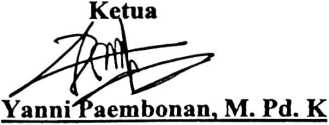 Ketua
Yanni Paembonan, M. Pd. K